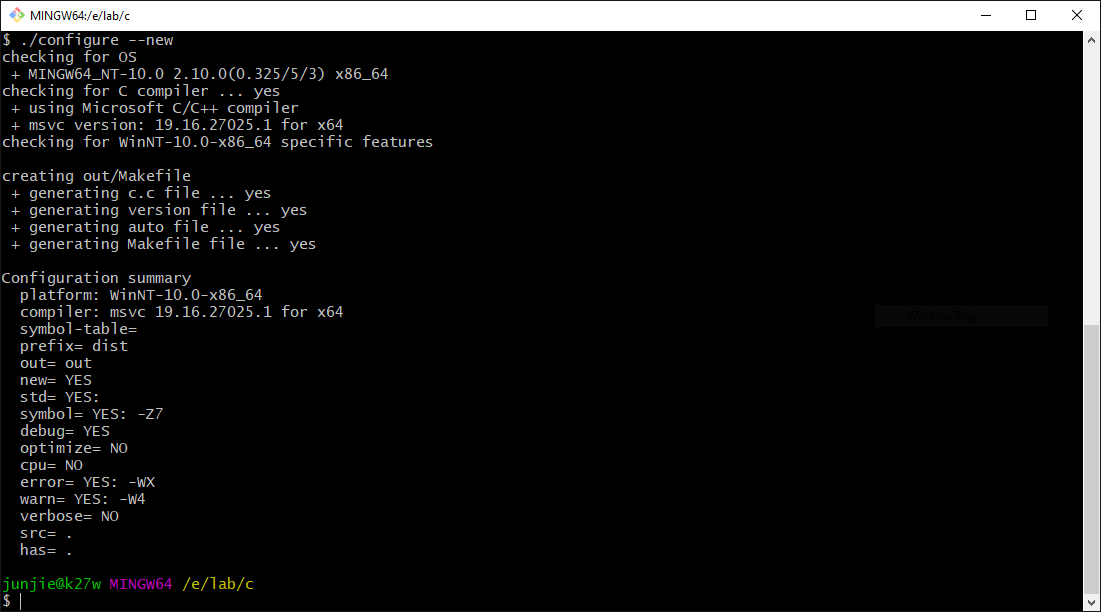 MINGW64:/e/lab/c
$ ./configure --new
checking for OS
 + MINGW64_NT-10.0 2.10.0(0.325/5/3) x86_64
checking for C compiler ... yes
 + using Microsoft C/C++ compiler
 + msvc version: 19.16.27025.1 for x64
checking for WinNT-10.0-x86_64 specific features
creating out/Makefile
 + generating c.c file ... yes
 + generating version file ... yes
 + generating auto file ... yes
 + generating Makefile file ... yes
Configuration summary
  platform: WinNT-10.0-x86_64
  compiler: msvc 19.16.27025.1 for x64
  symbol-table=
  prefix= dist
  out= out
  new= YES
  std= YES:
  symbol= YES: -Z7
  debug= YES
  optimize= NO
  cpu= NO
  error= YES: -WX
  warn= YES: -W4
  verbose= NO
  src= .
  has= .
junjie@k27w MINGW64 /e/lab/c
$